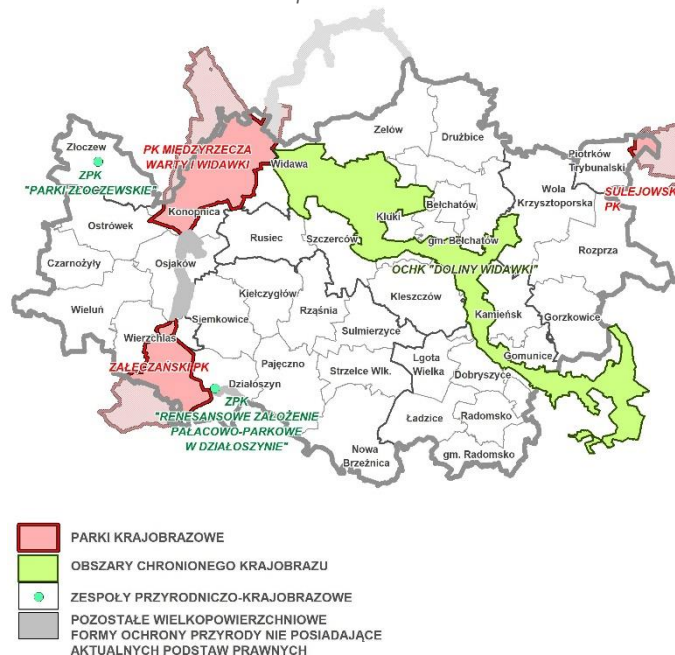 Złoczew
ZPK
"PARKI ZŁOCZEWSKIE"
PK MIĘDZYRZECZA
WARTY I WIDAWKI
Widawa
Zelów
Drużbice
Piotrków
Trybunalski
SULEJOWSKI
PK
Wola
Krzysztoporska
Konopnica
Ostrówek
Kluki
Bełchatów
Rusiec
Szczerców
gm. Bełchatów
Rozprza
Czarnożyły
Osjaków
OCHK "DOLINY WIDAWKI"
Kleszczów
Wieluń
Kiełczygłów
Rząśnia
Siemkowice
Kamieńsk
Gorzkowice
Sulmierzyce
Wierzchlas
ZAŁĘCZAŃSKI PK
Pajęczno
Strzelce Wlk.
Lgota
Wielka
Gomunice
Dobryszyce
Działoszyn
ZPK
"RENESANSOWE ZAŁOŻENIE
PAŁACOWO-PARKOWE
W DZIAŁOSZYNIE"
Ładzice
Radomsko
Nowa
Brzeźnica
gm. Radomsko
PARKI KRAJOBRAZOWE
OBSZARY CHRONIONEGO KRAJOBRAZU
ZESPOŁY PRZYRODNICZO-KRAJOBRAZOWE
POZOSTAŁE WIELKOPOWIERZCHNIOWE
FORMY OCHRONY PRZYRODY NIE POSIADAJĄCE
AKTUALNYCH PODSTAW PRAWNYCH